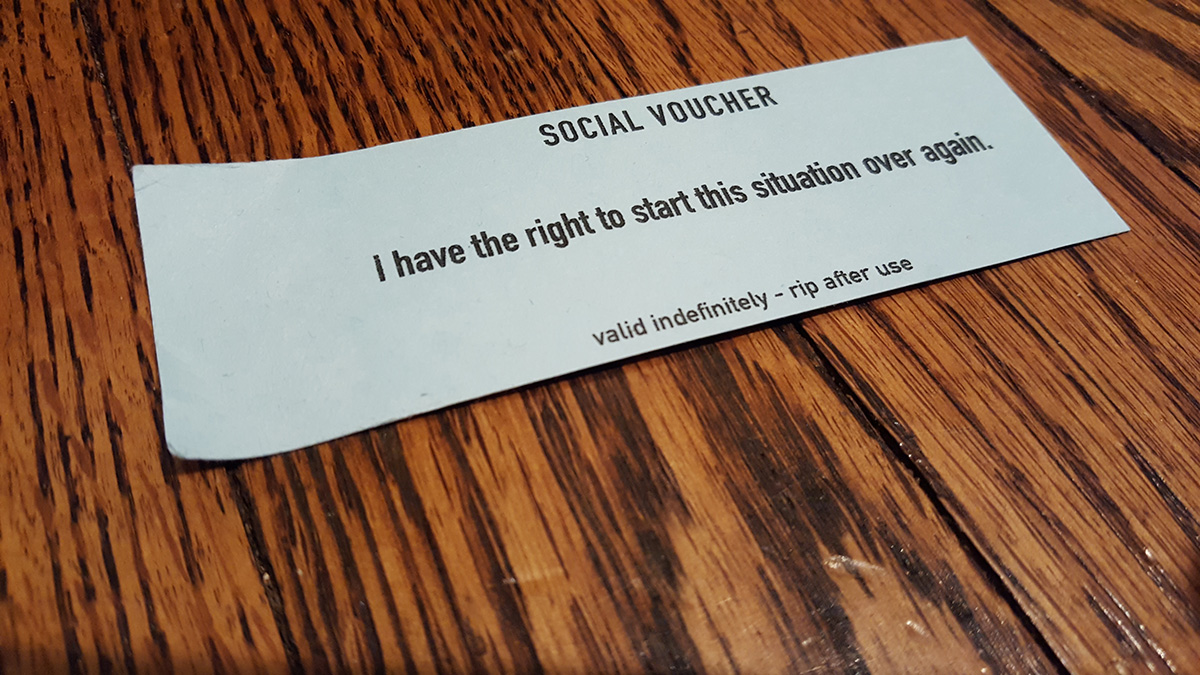 SOCIAL VOUCHER
I have the right to start this situation over again.
valid indefinitely - rip after use